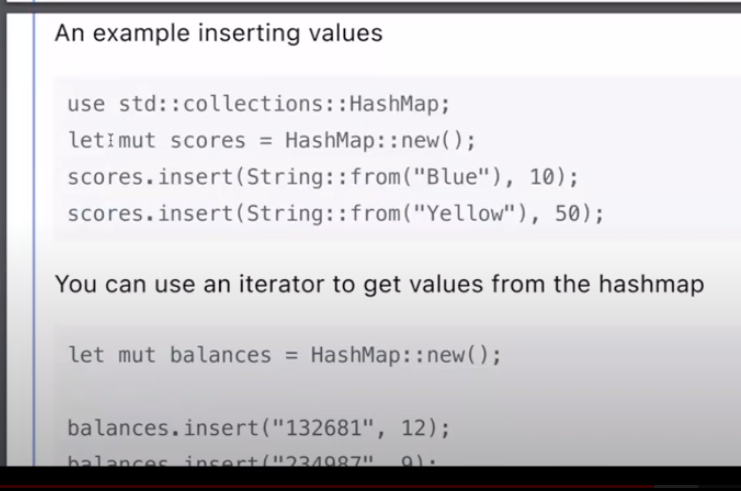 An example inserting values
use std::collections::HashMap;
let mut scores = HashMap::new();
scores.insert(String::from("Blue"), 10);
scores.insert(String::from("Yellow"), 50);
You can use an iterator to get values from the hashmap
let mut balances = HashMap::new();
balances.insert("132681", 12);
balances.insert("234987", 9);